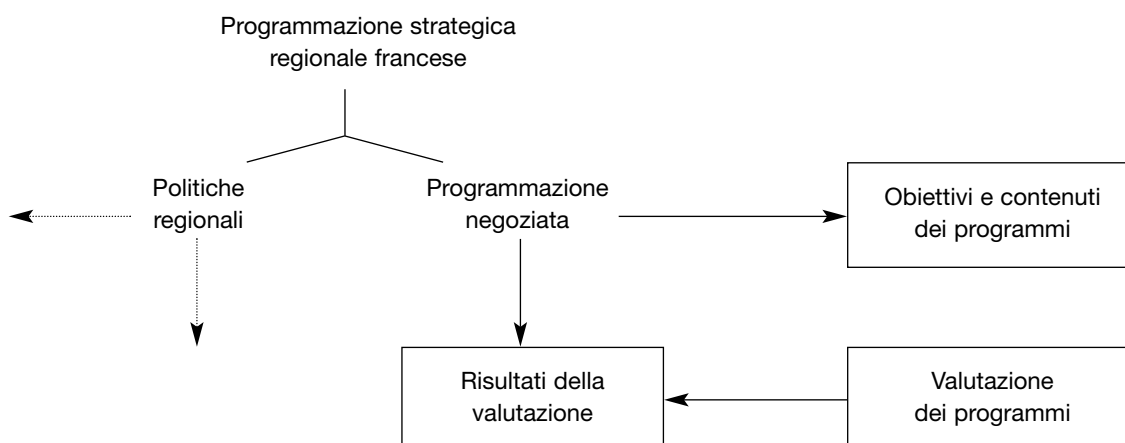 Programmazione strategica
regionale francese
Politiche
regionali
Programmazione
negoziata
Obiettivi e contenuti
dei programmi
Risultati della
valutazione
Valutazione
dei programmi